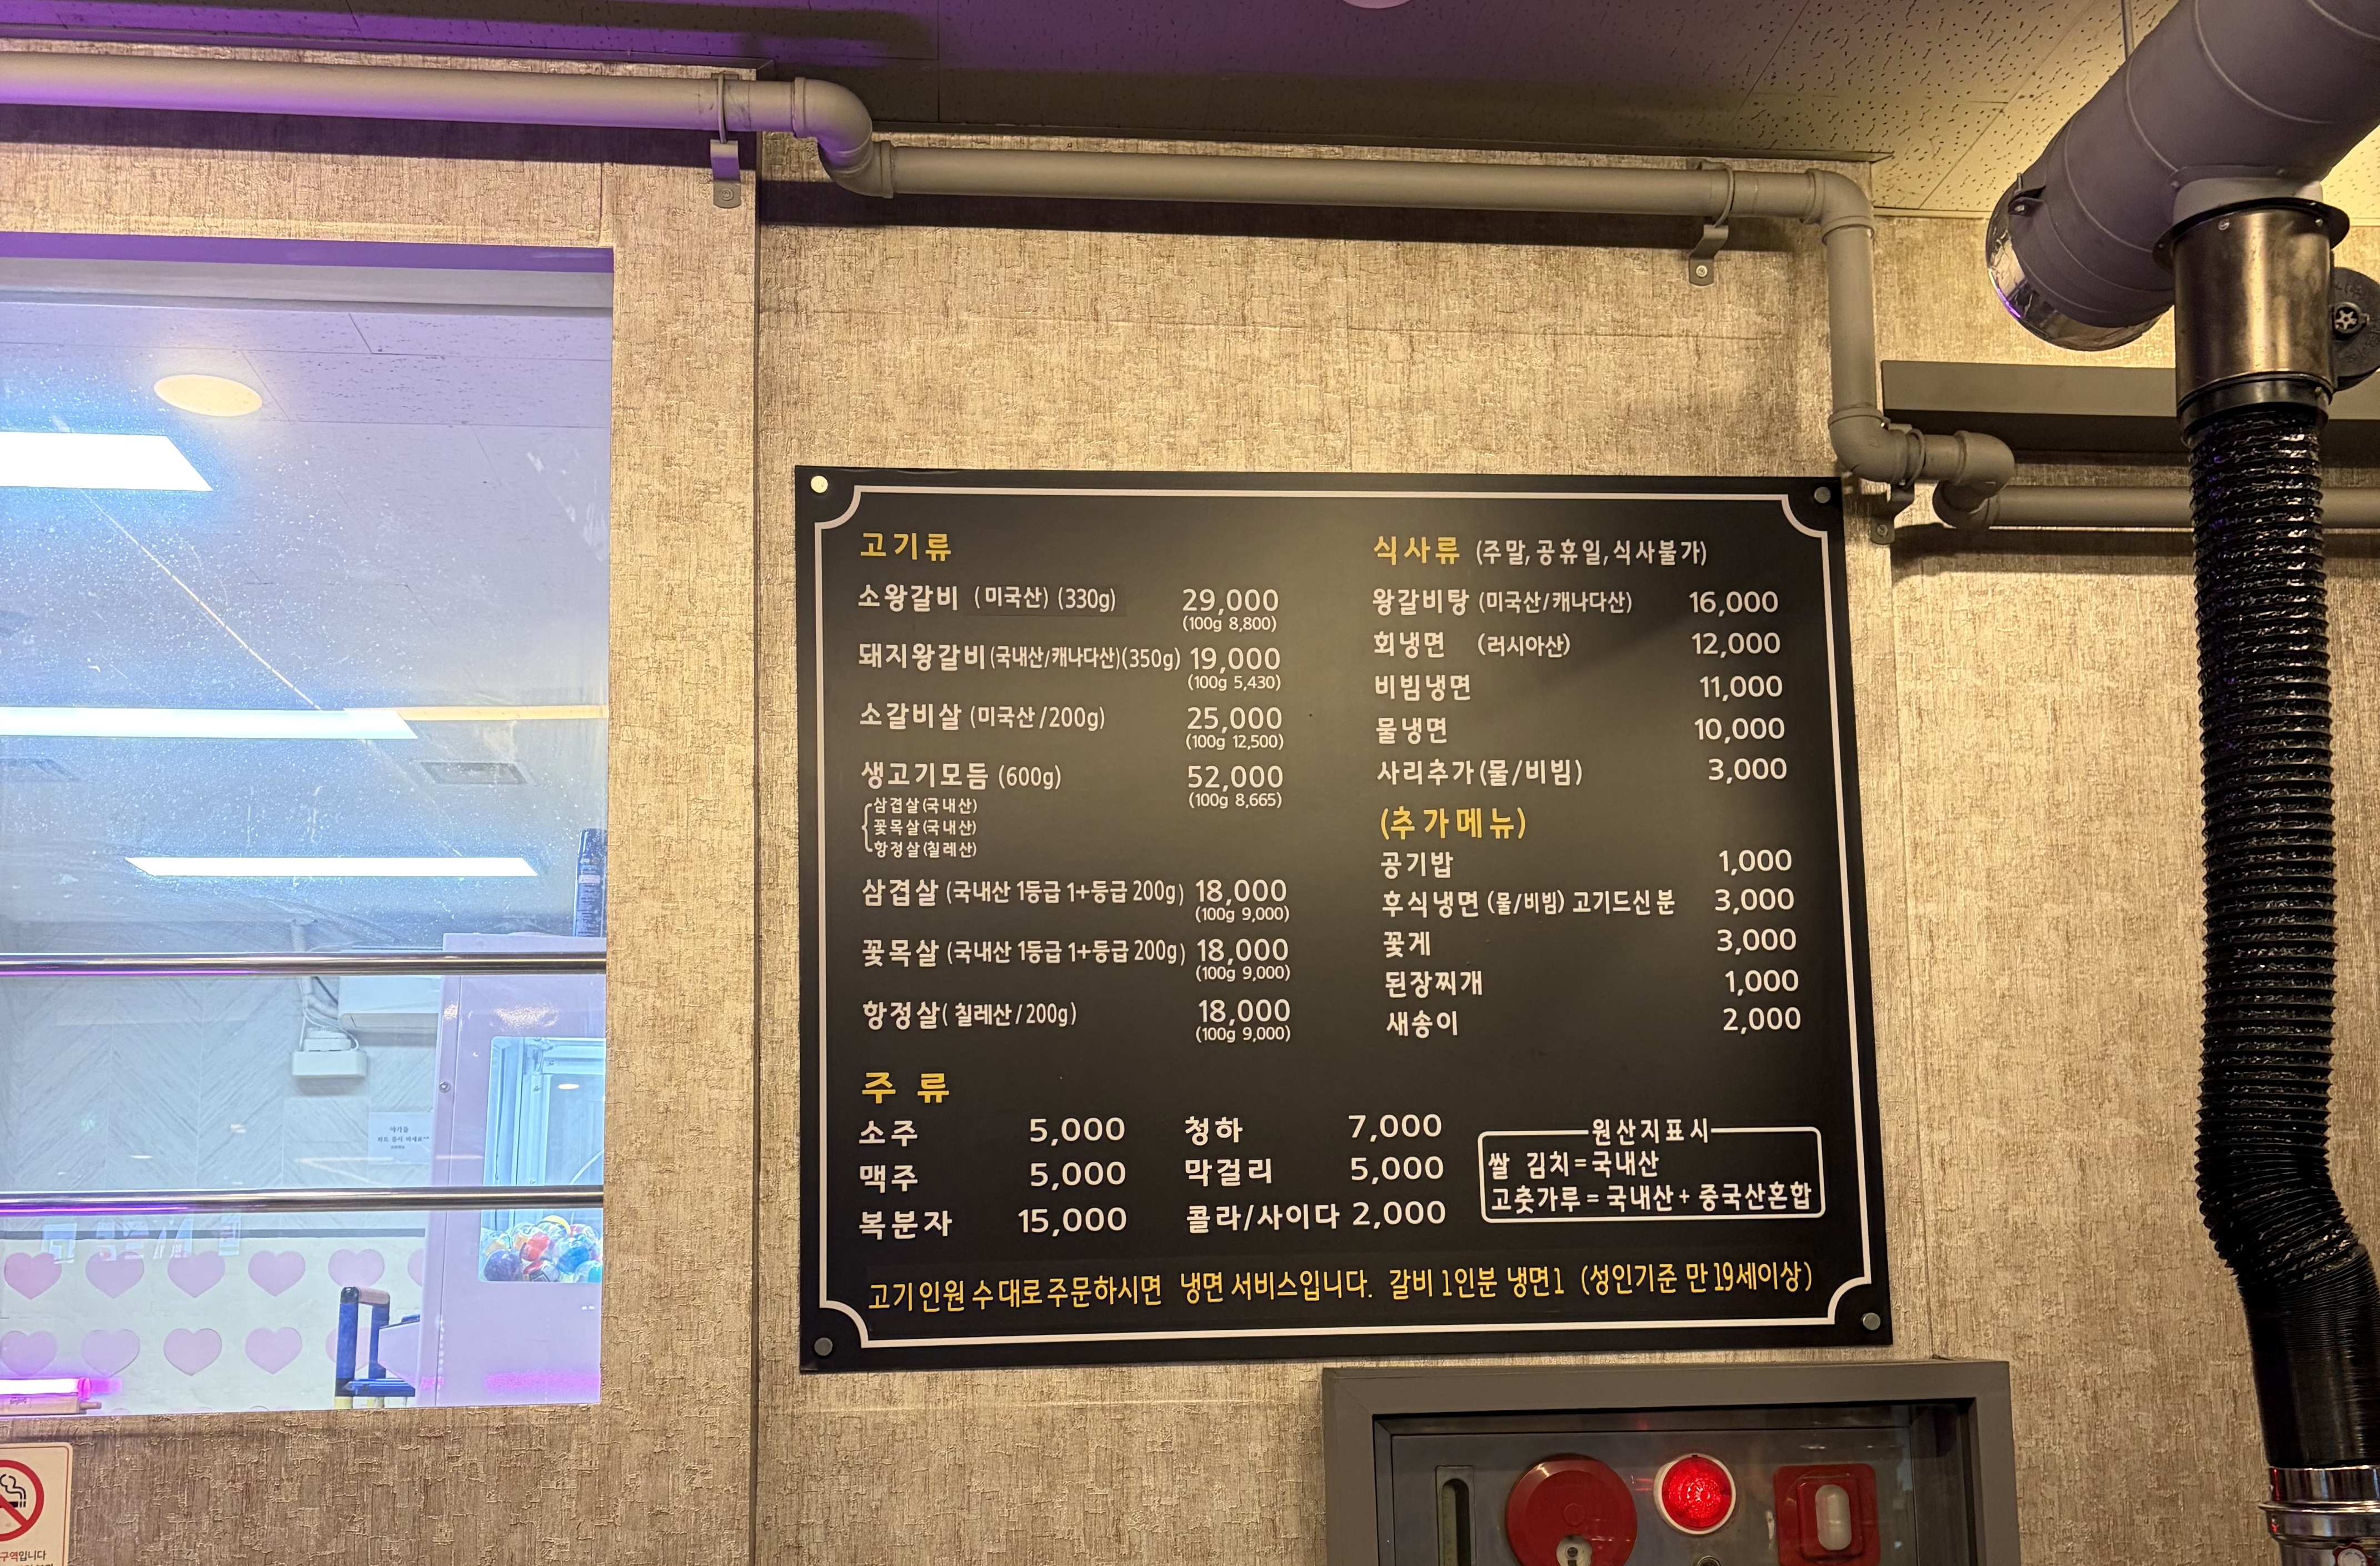 고기류
소왕갈비 (미국산) (330g) 29,000
(100g 8,800)
돼지왕갈비(국내산/캐나다산)(350g) 19,000
(100g 5,430)
소갈비살 (미국산/200g) 25,000
(100g 12,500)
생고기모듬 (600g) 52,000
(100g 8,665)
삼겹살(국내산)
꽃목살(국내산)
항정살(칠레산)
삼겹살 (국내산 1등급 1+등급 200g) 18,000
(100g 9,000)
꽃목살 (국내산 1등급 1+등급 200g) 18,000
(100g 9,000)
항정살( 칠레산/200g) 18,000
(100g 9,000)
식사류 (주말,공휴일,식사불가)
왕갈비탕 (미국산/캐나다산) 16,000
회냉면 (러시아산) 12,000
비빔냉면 11,000
물냉면 10,000
사리추가(물/비빔) 3,000
(추가메뉴)
공기밥 1,000
후식냉면 (물/비빔) 고기드신분 3,000
꽃게 3,000
된장찌개 1,000
새송이 2,000
주 류
소주 5,000 청하 7,000
맥주 5,000 막걸리 5,000
복분자 15,000 콜라/사이다 2,000
원산지표시
쌀 김치=국내산
고춧가루=국내산+ 중국산혼합
고기인원 수대로 주문하시면 냉면 서비스입니다. 갈비 1인분 냉면1 (성인기준 만 19세이상)
구역입니다